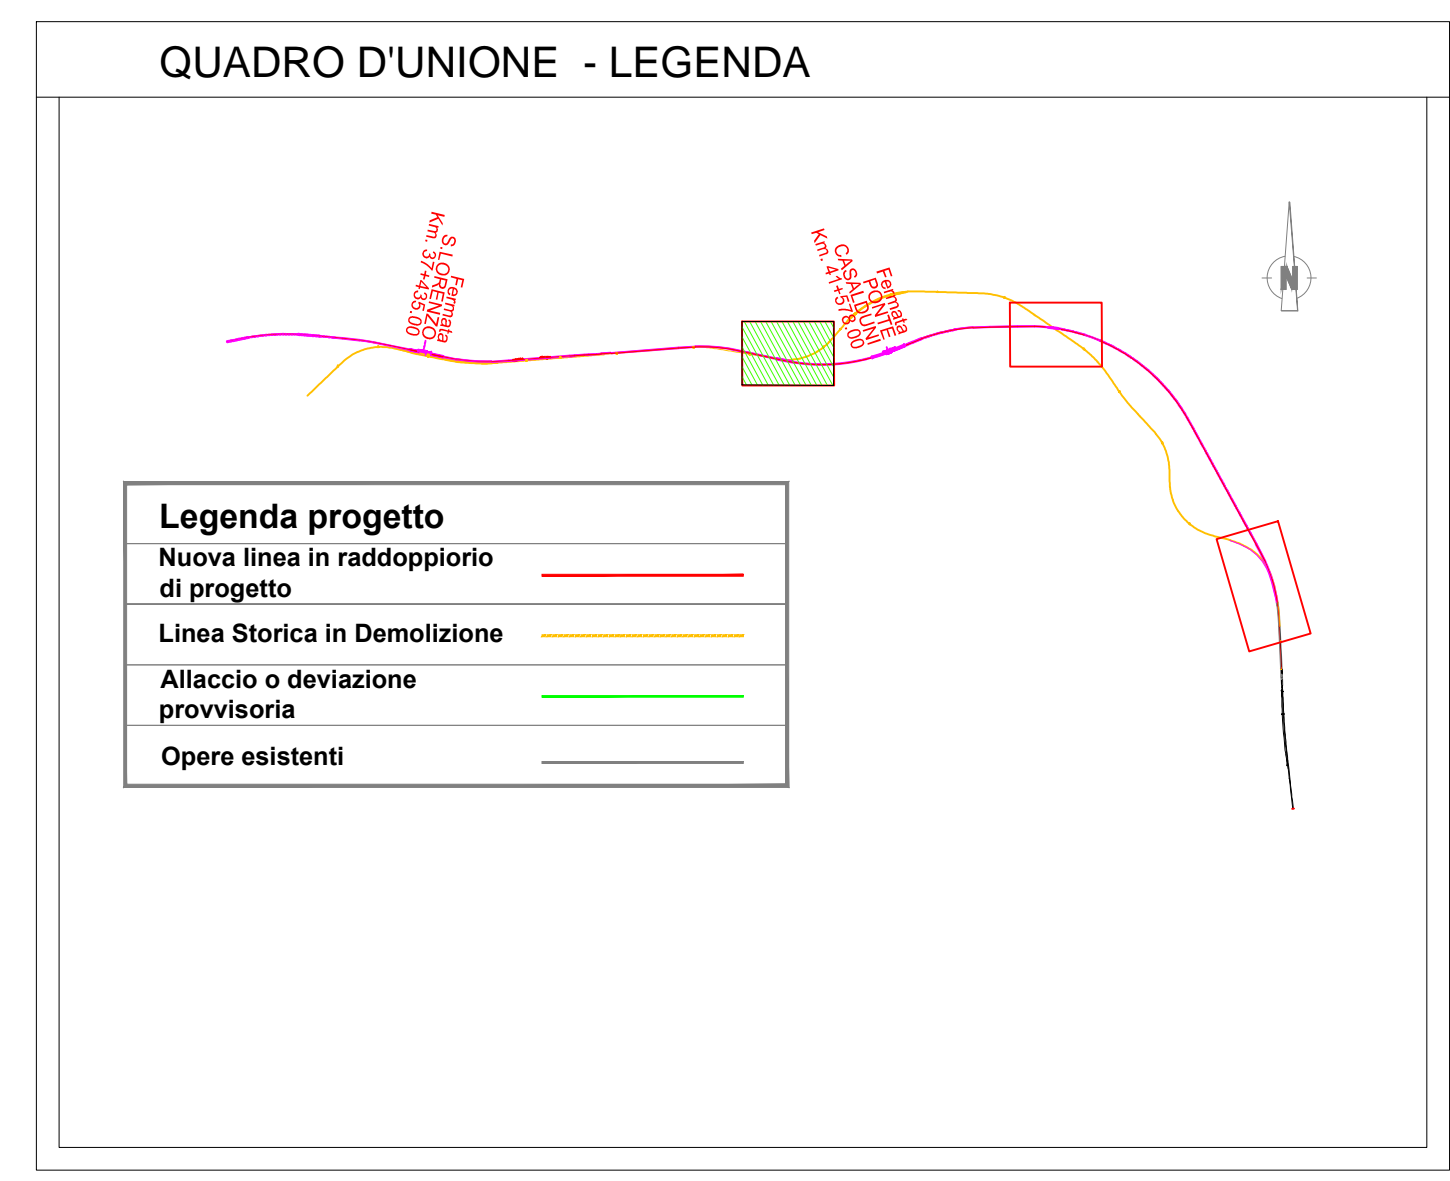 QUADRO D'UNIONE - LEGENDA
Fermata
S.LORENZO
Km. 37+435.00
Fermata
PONTE
CASALDUNI
Km. 41+578.00
N
Legenda progetto
Nuova linea in raddoppiorio
di progetto
Linea Storica in Demolizione
Allaccio o deviazione
provvisoria
Opere esistenti